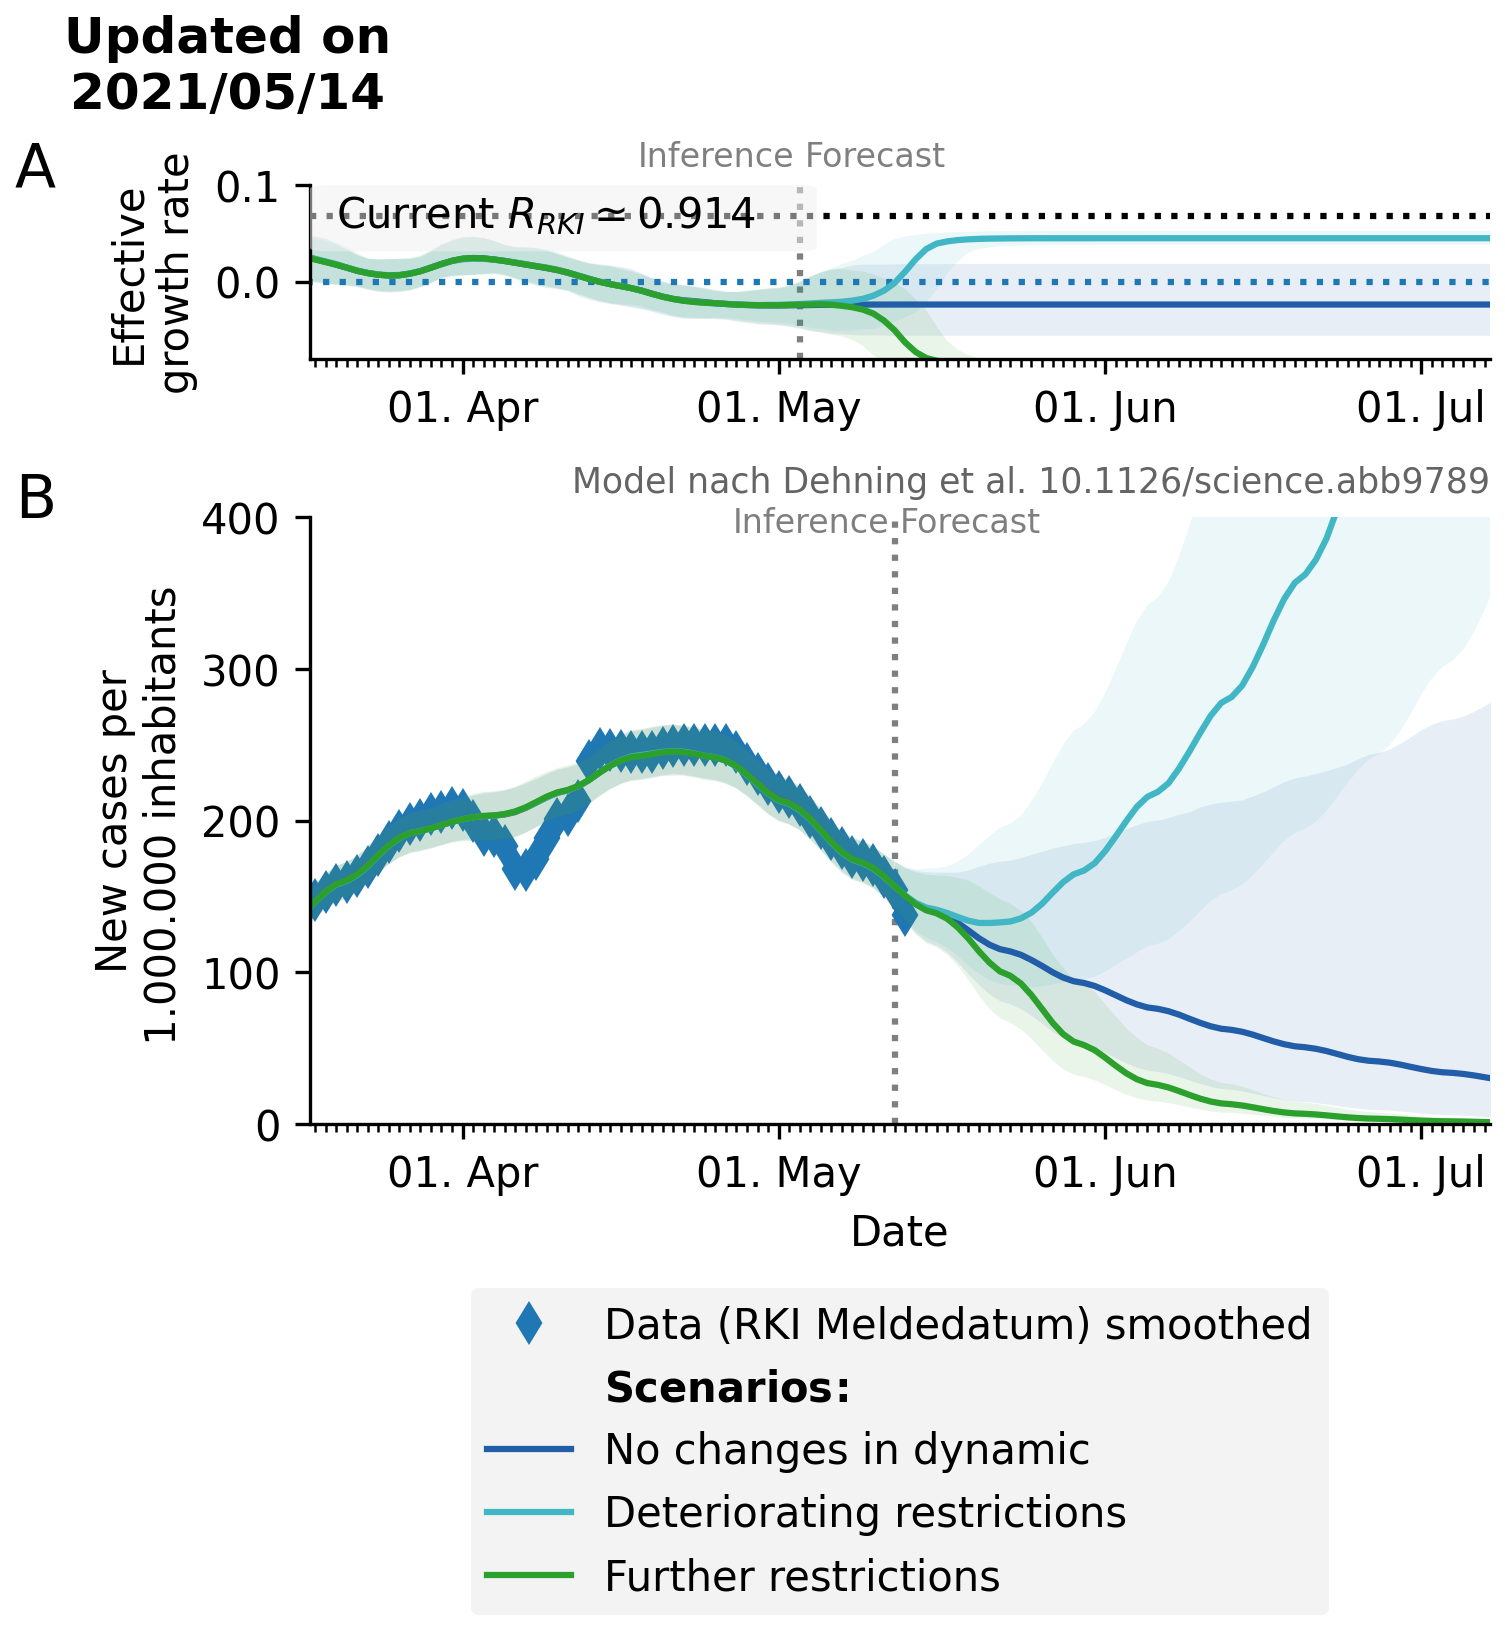 Updated on
2021/05/14
A
Inference Forecast
Effective
growth rate
0.1
0.0
Current R_RKI ≃ 0.914
01. Apr
01. May
01. Jun
01. Jul
B
Model nach Dehning et al. 10.1126/science.abb9789
Inference Forecast
New cases per
1.000.000 inhabitants
400
300
200
100
0
01. Apr
01. May
01. Jun
01. Jul
Date
Data (RKI Meldedatum) smoothed
Scenarios:
No changes in dynamic
Deteriorating restrictions
Further restrictions